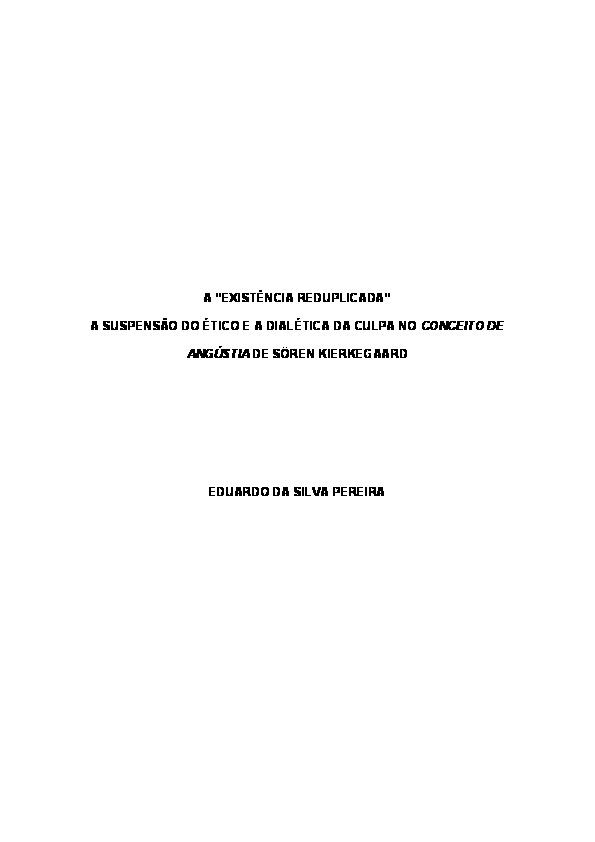 A "EXISTÊNCIA REDUPLICADA"
A SUSPENSÃO DO ÉTICO E A DIALÉTICA DA CULPA NO CONCEITO DE
ANGÚSTIA DE SÖREN KIERKEGAARD
EDUARDO DA SILVA PEREIRA